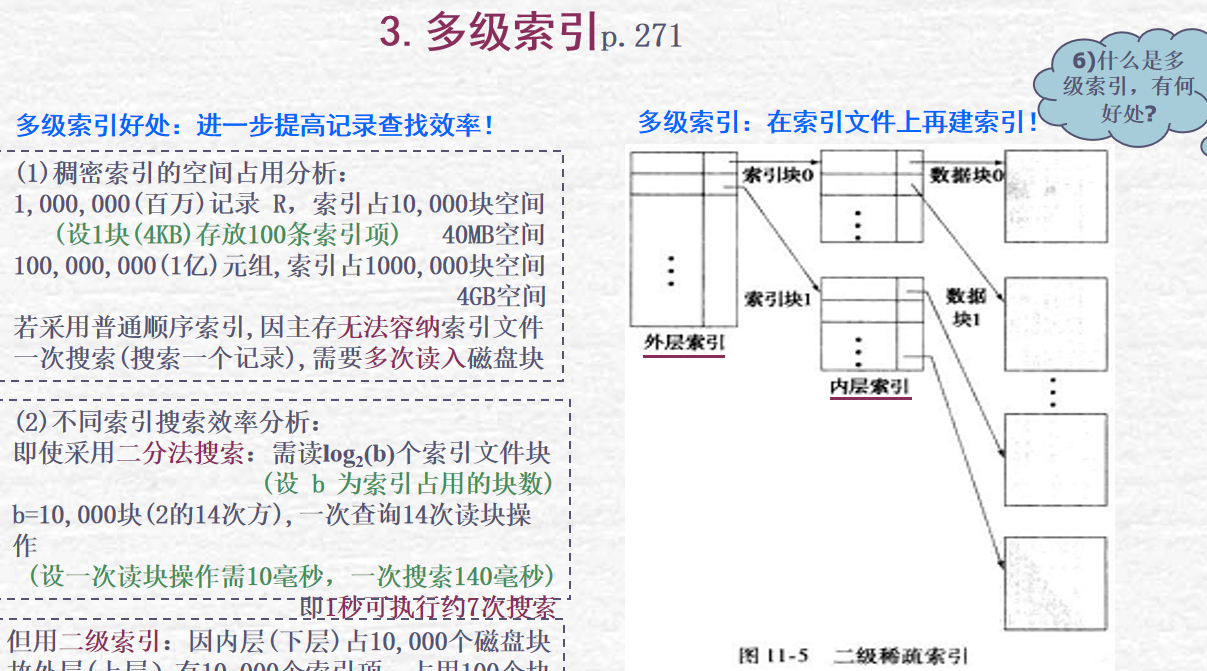 3.多级索引p.271
6)什么是多
级索引，有何
好处?
多级索引好处：进一步提高记录查找效率！
(1)稠密索引的空间占用分析：
1,000,000(百万)记录 R，索引占10,000块空间
(设1块(4KB)存放100条索引项) 40MB空间
100,000,000(1亿)元组,索引占1000,000块空间
4GB空间
若采用普通顺序索引,因主存无法容纳索引文件
一次搜索(搜索一个记录),需要多次读入磁盘块
(2)不同索引搜索效率分析：
即使采用二分法搜索：需读log2(b)个索引文件块
(设 b 为索引占用的块数)
b=10,000块(2的14次方),一次查询14次读块操
作
(设一次读块操作需10毫秒，一次搜索140毫秒)
即1秒可执行约7次搜索
但用二级索引：因内层(下层)占10,000个磁盘块
故外层(上层)有10,000个索引项，占用100个块
多级索引：在索引文件上再建索引！
索引块0
数据块0
索引块1
数据
块1
外层索引
内层索引
图 11-5 二级稀疏索引